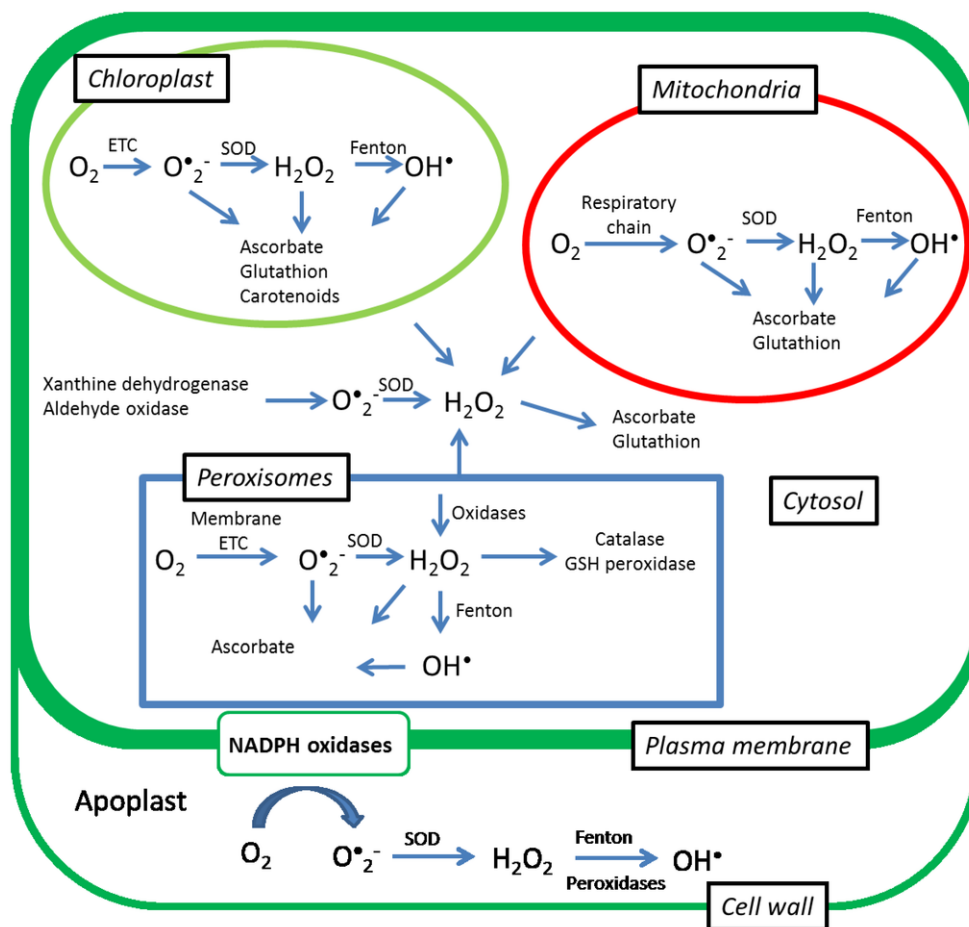 Chloroplast
Mitochondria
ETC SOD Fenton
O₂ O•₂⁻ H₂O₂ OH•
Ascorbate
Glutathion
Carotenoids
Respiratory
chain SOD Fenton
O₂ O•₂⁻ H₂O₂ OH•
Ascorbate
Glutathion
Xanthine dehydrogenase
Aldehyde oxidase
O•₂⁻ SOD H₂O₂
Ascorbate
Glutathion
Peroxisomes
Cytosol
Oxidases
Membrane
ETC SOD
O₂ O•₂⁻ H₂O₂
Catalase
GSH peroxidase
Fenton
Ascorbate
OH•
NADPH oxidases
Plasma membrane
Apoplast
SOD Fenton
O₂ O•₂⁻ H₂O₂ OH•
Peroxidases
Cell wall